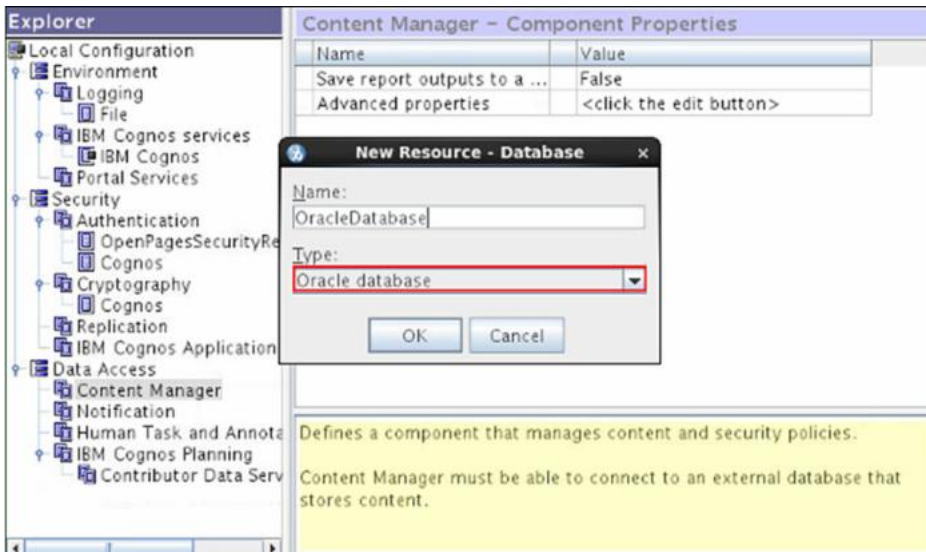 Explorer
Local Configuration
Environment
Logging
File
IBM Cognos services
IBM Cognos
Portal Services
Security
Authentication
OpenPagesSecurityRe
Cognos
Cryptography
Cognos
Replication
IBM Cognos Application
Data Access
Content Manager
Notification
Human Task and Annota
IBM Cognos Planning
Contributor Data Serv
Content Manager - Component Properties
Name Value
Save report outputs to a ... False
Advanced properties <click the edit button>
New Resource - Database
Name:
OracleDatabase
Type:
Oracle database
OK Cancel
Defines a component that manages content and security policies.
Content Manager must be able to connect to an external database that
stores content.